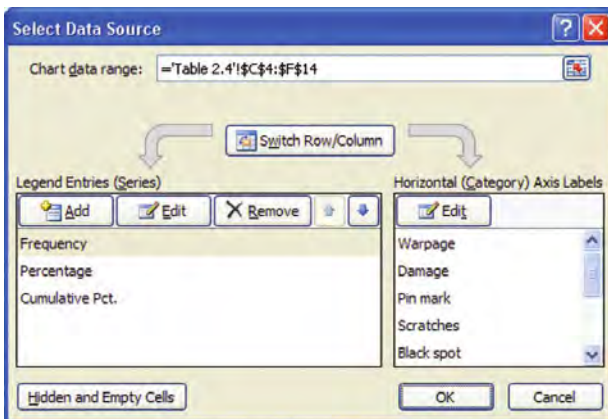 Select Data Source
Chart data range: ='Table 2.4'!$C$4:$F$14
Switch Row/Column
Legend Entries (Series)
Add Edit Remove
Frequency
Percentage
Cumulative Pct.
Horizontal (Category) Axis Labels
Edit
Warpage
Damage
Pin mark
Scratches
Black spot
Hidden and Empty Cells
OK Cancel